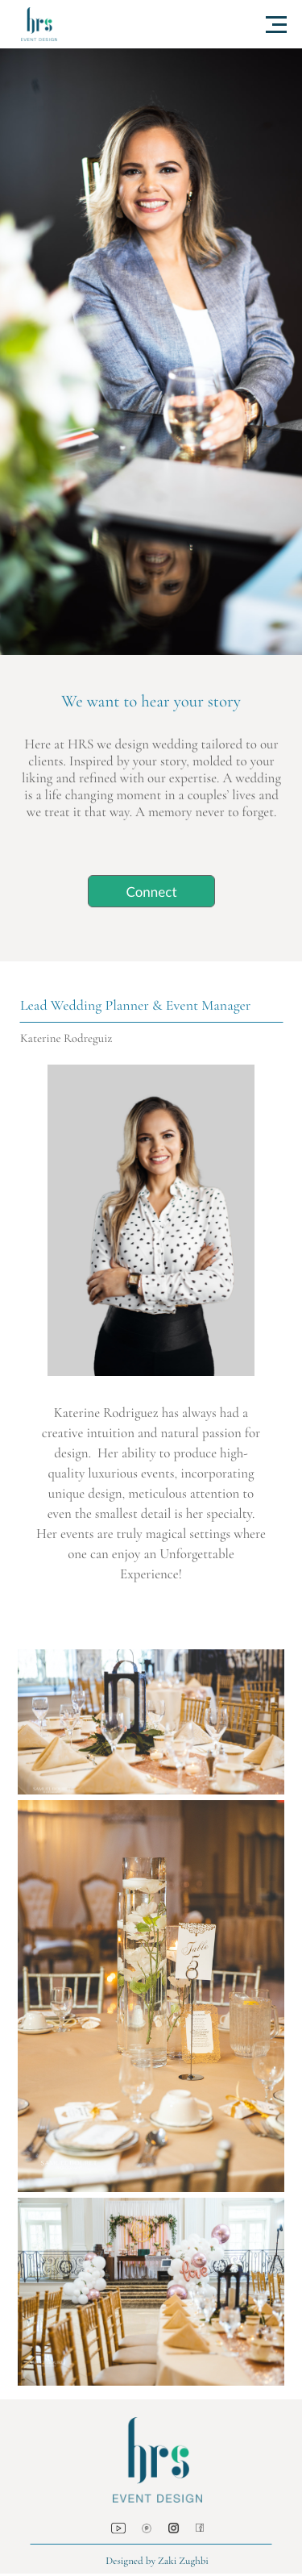 hrs
EVENT DESIGN
We want to hear your story
Here at HRS we design wedding tailored to our
clients. Inspired by your story, molded to your
liking and refined with our expertise. A wedding
is a life changing moment in a couples' lives and
we treat it that way. A memory never to forget.
Connect
Lead Wedding Planner & Event Manager
Katerine Rodreguiz
Katerine Rodriguez has always had a
creative intuition and natural passion for
design. Her ability to produce high-
quality luxurious events, incorporating
unique design, meticulous attention to
even the smallest detail is her specialty.
Her events are truly magical settings where
one can enjoy an Unforgettable
Experience!
Table
5
love
hrs
EVENT DESIGN
Designed by Zaki Zughbi